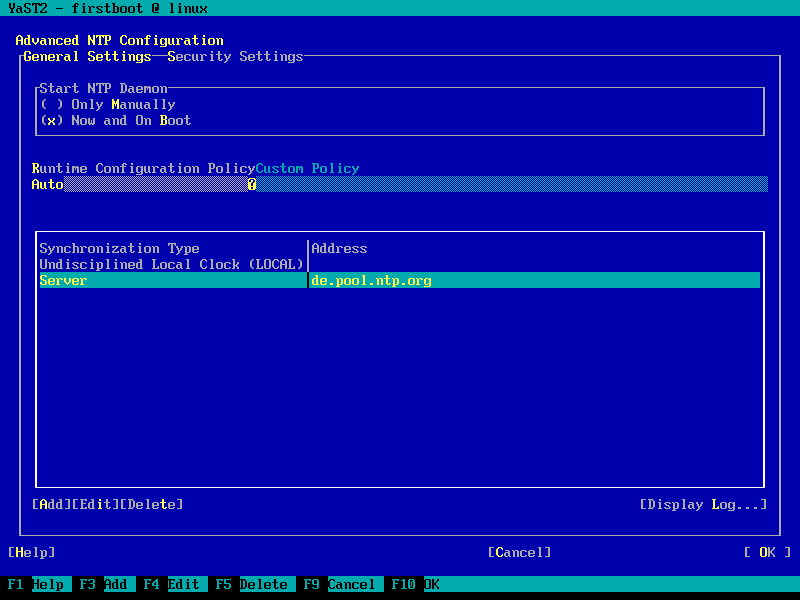 YaST2 - firstboot @ linux
Advanced NTP Configuration
General Settings Security Settings
Start NTP Daemon
( ) Only Manually
(x) Now and On Boot
Runtime Configuration Policy Custom Policy
Auto ?
Synchronization Type Address
Undisciplined Local Clock (LOCAL)
Server de.pool.ntp.org
[Add][Edit][Delete] [Display Log...]
[Help] [Cancel] [ OK ]
F1 Help F3 Add F4 Edit F5 Delete F9 Cancel F10 OK